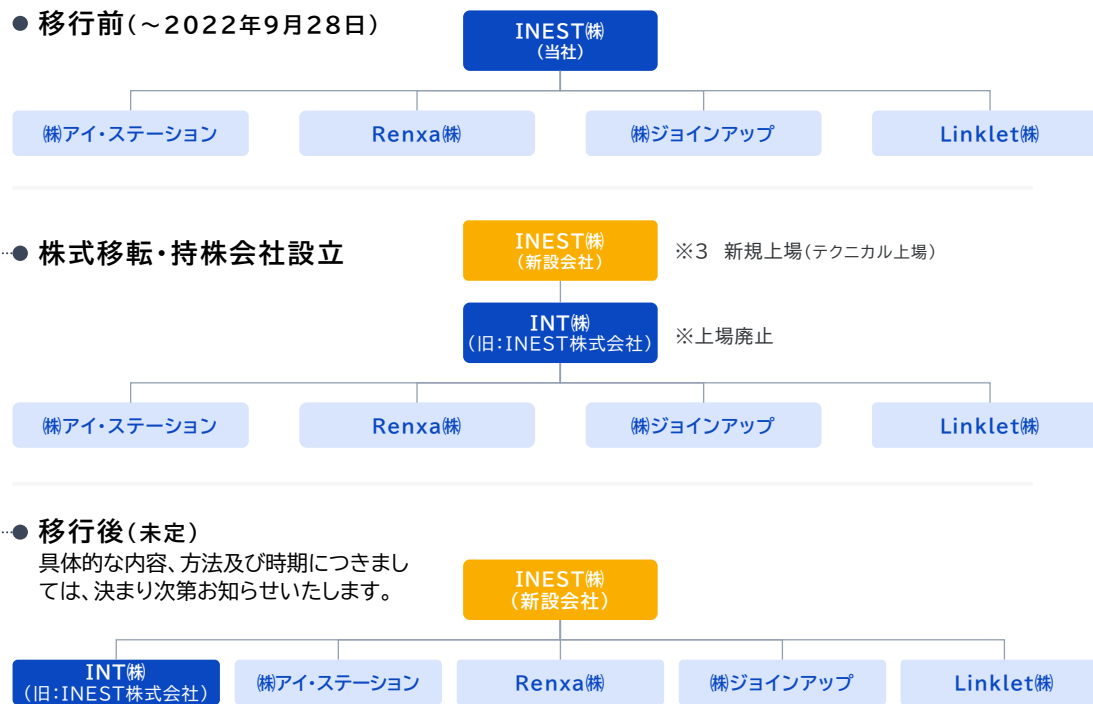 移行前(～2022年9月28日)
INEST㈱
(当社)
㈱アイ・ステーション
Renxa㈱
㈱ジョインアップ
Linklet㈱
株式移転・持株会社設立
INEST㈱
(新設会社)
※3 新規上場(テクニカル上場)
INT㈱
(旧:INEST株式会社)
※上場廃止
㈱アイ・ステーション
Renxa㈱
㈱ジョインアップ
Linklet㈱
移行後(未定)
具体的な内容、方法及び時期につきまし
ては、決まり次第お知らせいたします。
INEST㈱
(新設会社)
INT㈱
(旧:INEST株式会社)
㈱アイ・ステーション
Renxa㈱
㈱ジョインアップ
Linklet㈱